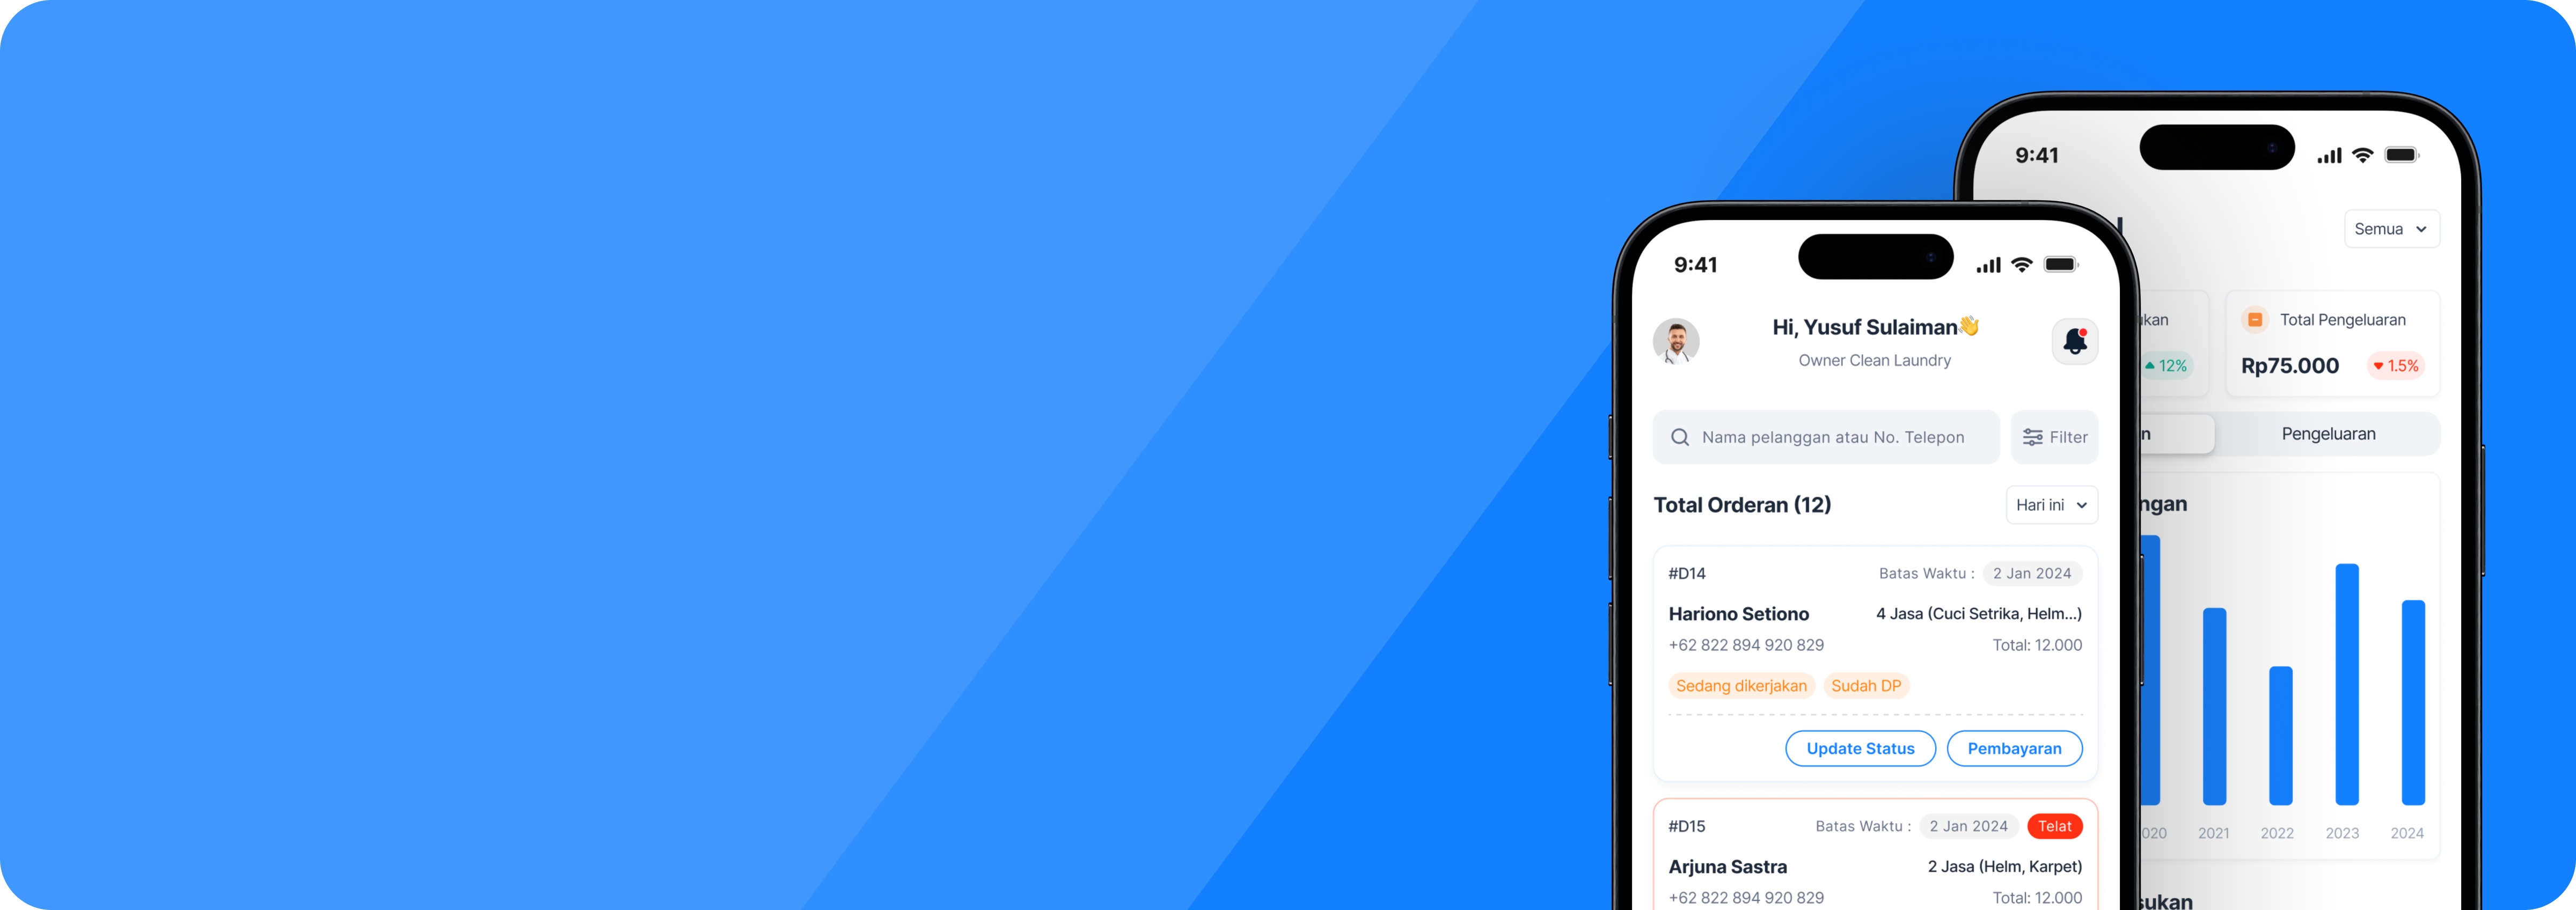 9:41
Hi, Yusuf Sulaiman👋
Owner Clean Laundry
Nama pelanggan atau No. Telepon
Filter
Total Orderan (12)
Hari ini
#D14
Batas Waktu : 2 Jan 2024
Hariono Setiono
4 Jasa (Cuci Setrika, Helm...)
+62 822 894 920 829
Total: 12.000
Sedang dikerjakan
Sudah DP
Update Status
Pembayaran
#D15
Batas Waktu : 2 Jan 2024
Telat
Arjuna Sastra
2 Jasa (Helm, Karpet)
+62 822 894 920 829
Total: 12.000
9:41
Semua
Total Pengeluaran
12%
Rp75.000
1.5%
Pengeluaran
2021
2022
2023
2024